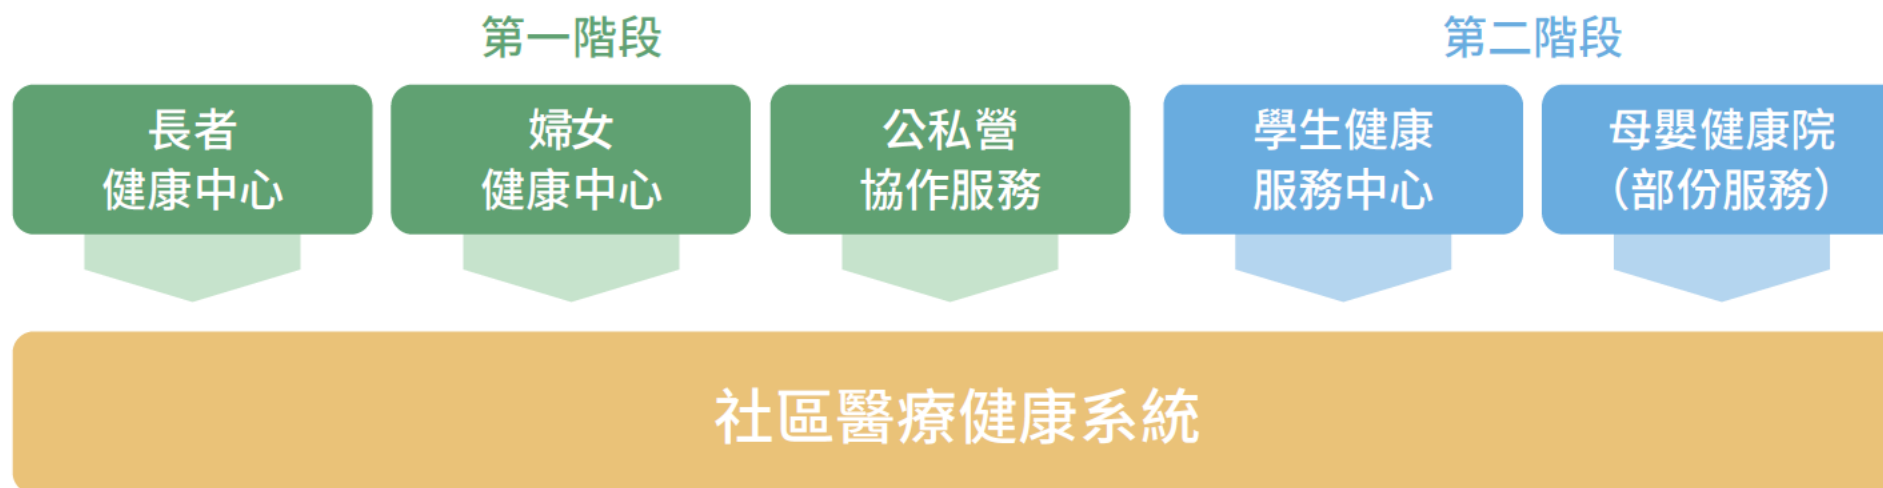 第一階段
第二階段
長者
健康中心
婦女
健康中心
公私營
協作服務
學生健康
服務中心
母嬰健康院
（部份服務）
社區醫療健康系統